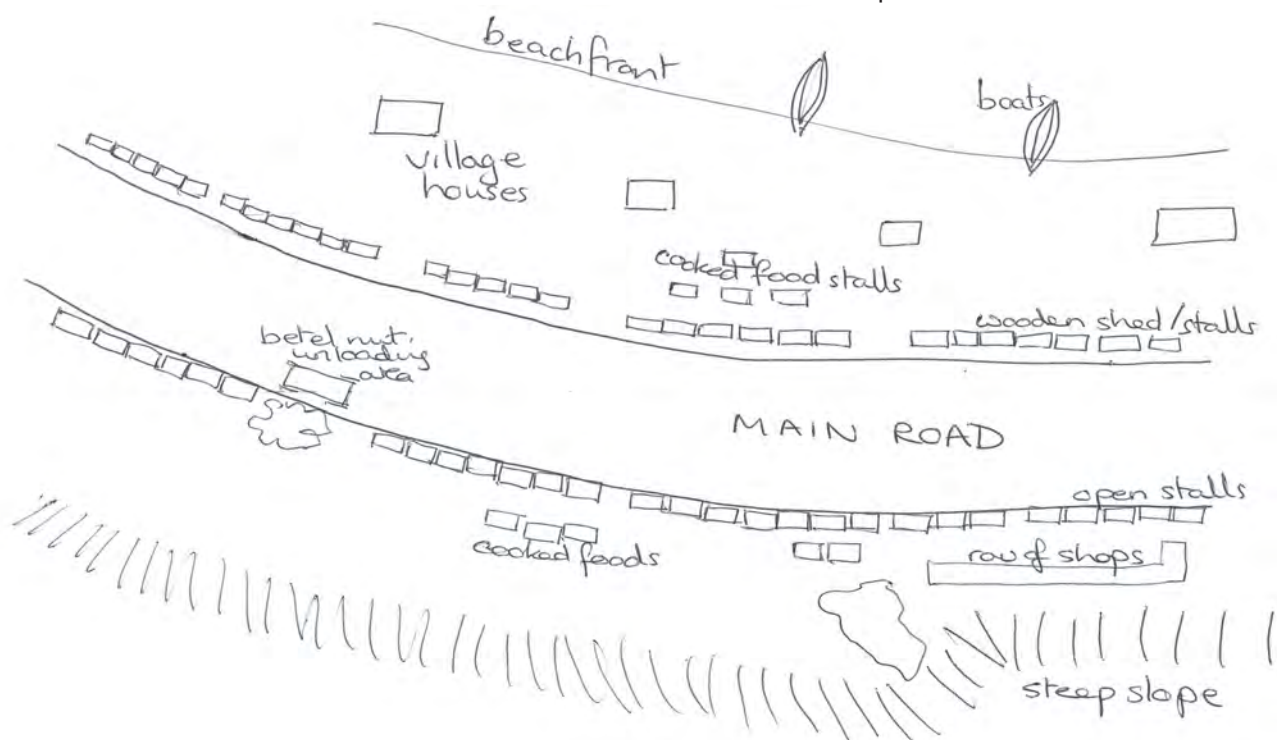 beachfront
boats
village
houses
cooked food stalls
wooden shed/stalls
betel nut
unloading
area
MAIN ROAD
open stalls
cooked foods
row of shops
steep slope